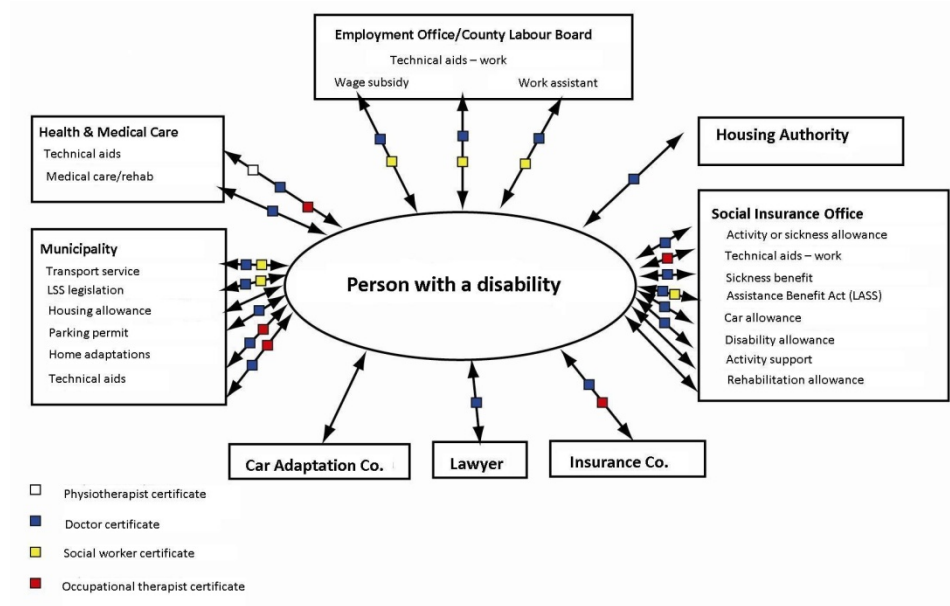 Employment Office/County Labour Board
Technical aids – work
Wage subsidy
Work assistant
Health & Medical Care
Technical aids
Medical care/rehab
Housing Authority
Municipality
Transport service
LSS legislation
Housing allowance
Parking permit
Home adaptations
Technical aids
Person with a disability
Social Insurance Office
Activity or sickness allowance
Technical aids – work
Sickness benefit
Assistance Benefit Act (LASS)
Car allowance
Disability allowance
Activity support
Rehabilitation allowance
Car Adaptation Co.
Lawyer
Insurance Co.
Physiotherapist certificate
Doctor certificate
Social worker certificate
Occupational therapist certificate